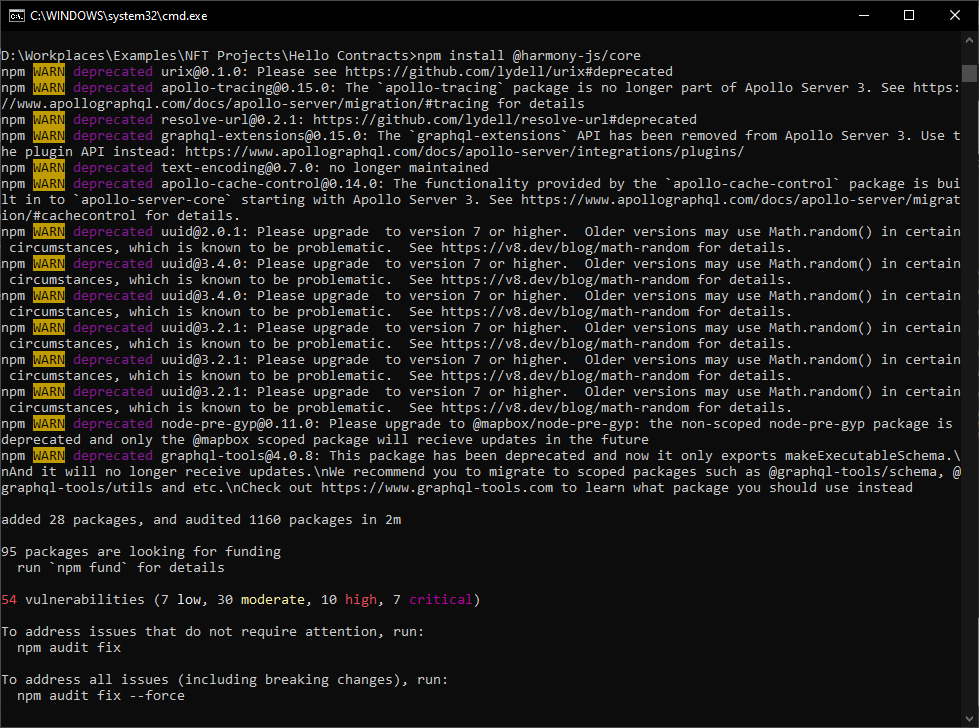 C:\WINDOWS\system32\cmd.exe
D:\Workplaces\Examples\NFT Projects\Hello Contracts>npm install @harmony-js/core
npm WARN deprecated urix@0.1.0: Please see https://github.com/lydell/urix#deprecated
npm WARN deprecated apollo-tracing@0.15.0: The `apollo-tracing` package is no longer part of Apollo Server 3. See https:
//www.apollographql.com/docs/apollo-server/migration/#tracing for details
npm WARN deprecated resolve-url@0.2.1: https://github.com/lydell/resolve-url#deprecated
npm WARN deprecated graphql-extensions@0.15.0: The `graphql-extensions` API has been removed from Apollo Server 3. Use t
he plugin API instead: https://www.apollographql.com/docs/apollo-server/integrations/plugins/
npm WARN deprecated text-encoding@0.7.0: no longer maintained
npm WARN deprecated apollo-cache-control@0.14.0: The functionality provided by the `apollo-cache-control` package is bui
lt in to `apollo-server-core` starting with Apollo Server 3. See https://www.apollographql.com/docs/apollo-server/migrat
ion/#cachecontrol for details.
npm WARN deprecated uuid@2.0.1: Please upgrade  to version 7 or higher.  Older versions may use Math.random() in certain
 circumstances, which is known to be problematic.  See https://v8.dev/blog/math-random for details.
npm WARN deprecated uuid@3.4.0: Please upgrade  to version 7 or higher.  Older versions may use Math.random() in certain
 circumstances, which is known to be problematic.  See https://v8.dev/blog/math-random for details.
npm WARN deprecated uuid@3.4.0: Please upgrade  to version 7 or higher.  Older versions may use Math.random() in certain
 circumstances, which is known to be problematic.  See https://v8.dev/blog/math-random for details.
npm WARN deprecated uuid@3.2.1: Please upgrade  to version 7 or higher.  Older versions may use Math.random() in certain
 circumstances, which is known to be problematic.  See https://v8.dev/blog/math-random for details.
npm WARN deprecated uuid@3.2.1: Please upgrade  to version 7 or higher.  Older versions may use Math.random() in certain
 circumstances, which is known to be problematic.  See https://v8.dev/blog/math-random for details.
npm WARN deprecated uuid@3.2.1: Please upgrade  to version 7 or higher.  Older versions may use Math.random() in certain
 circumstances, which is known to be problematic.  See https://v8.dev/blog/math-random for details.
npm WARN deprecated node-pre-gyp@0.11.0: Please upgrade to @mapbox/node-pre-gyp: the non-scoped node-pre-gyp package is
deprecated and only the @mapbox scoped package will recieve updates in the future
npm WARN deprecated graphql-tools@4.0.8: This package has been deprecated and now it only exports makeExecutableSchema.\
nAnd it will no longer receive updates.\nWe recommend you to migrate to scoped packages such as @graphql-tools/schema, @
graphql-tools/utils and etc.\nCheck out https://www.graphql-tools.com to learn what package you should use instead
added 28 packages, and audited 1160 packages in 2m
95 packages are looking for funding
  run `npm fund` for details
54 vulnerabilities (7 low, 30 moderate, 10 high, 7 critical)
To address issues that do not require attention, run:
  npm audit fix
To address all issues (including breaking changes), run:
  npm audit fix --force